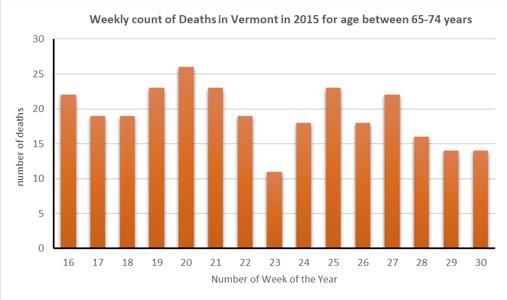 Weekly count of Deaths in Vermont in 2015 for age between 65-74 years
number of deaths
30
25
20
15
10
5
0
16 17 18 19 20 21 22 23 24 25 26 27 28 29 30
Number of Week of the Year